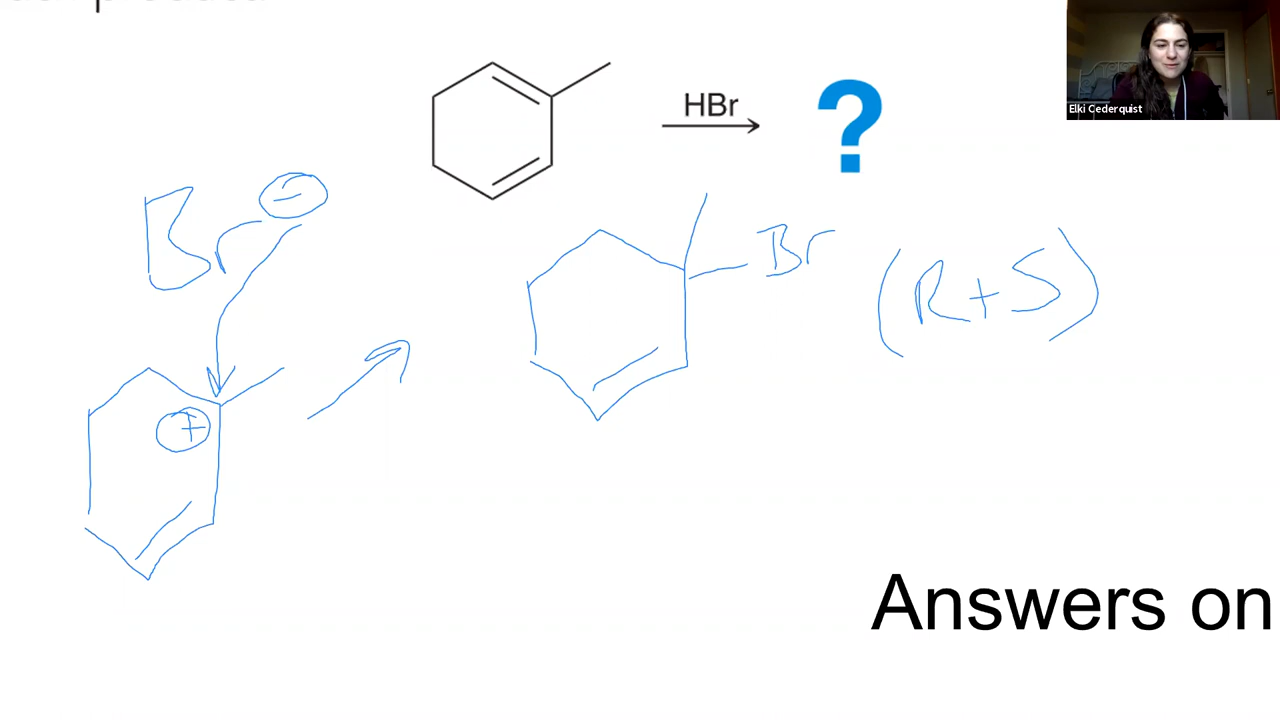 Elki Cederquist
HBr
?
Br
−
Br
(R+S)
+
Answers on